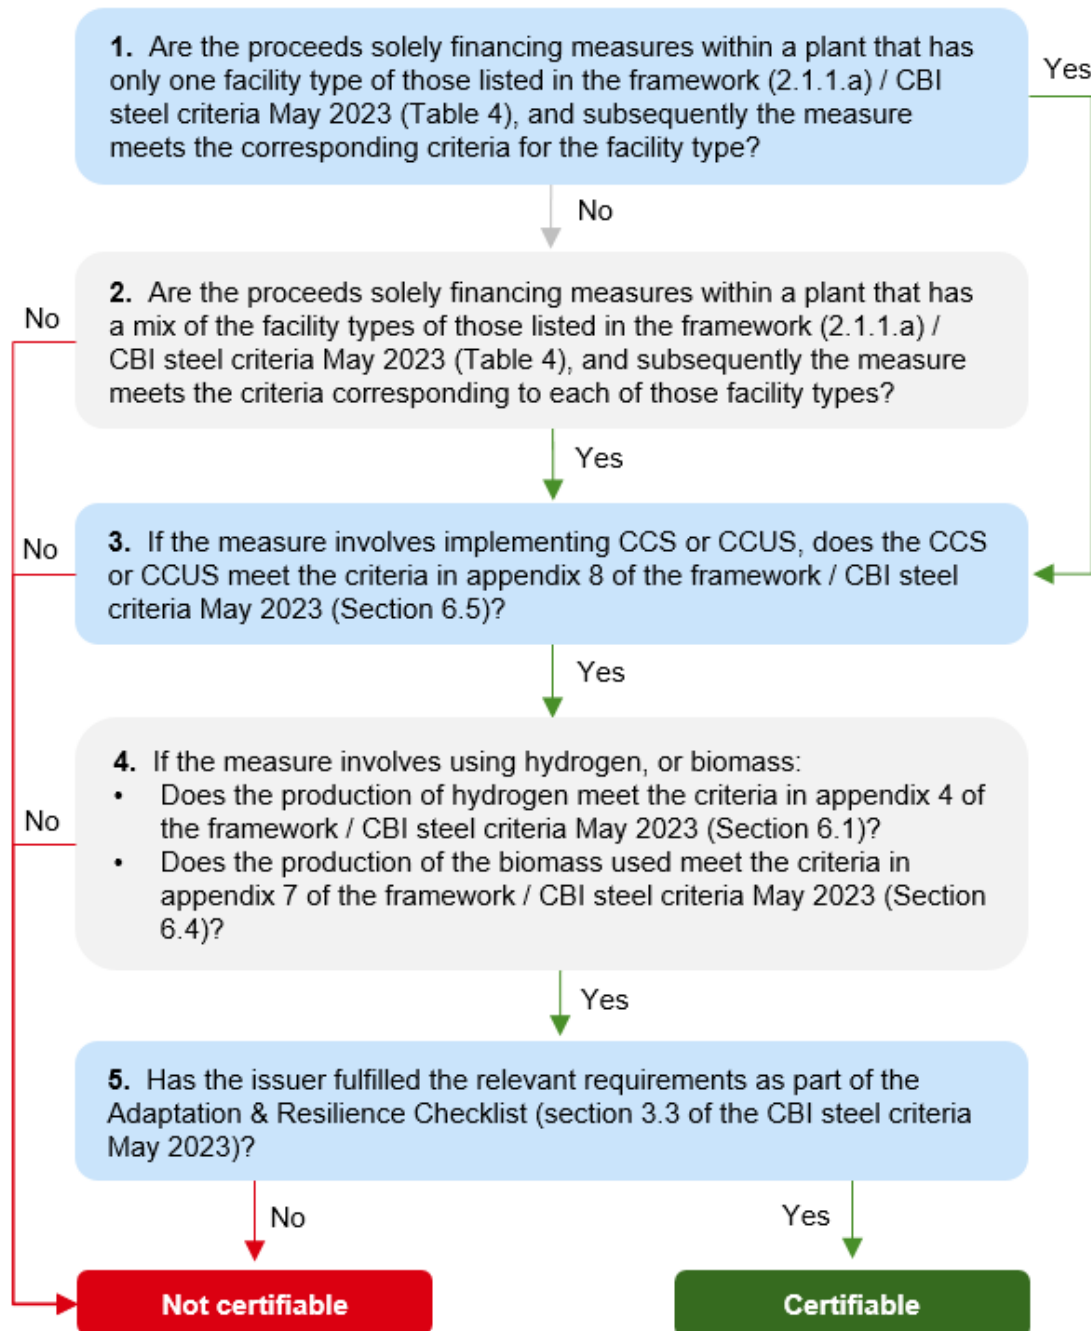 1. Are the proceeds solely financing measures within a plant that has
only one facility type of those listed in the framework (2.1.1.a) / CBI
steel criteria May 2023 (Table 4), and subsequently the measure
meets the corresponding criteria for the facility type?
Yes
No
2. Are the proceeds solely financing measures within a plant that has
a mix of the facility types of those listed in the framework (2.1.1.a) /
CBI steel criteria May 2023 (Table 4), and subsequently the measure
meets the criteria corresponding to each of those facility types?
No
Yes
3. If the measure involves implementing CCS or CCUS, does the CCS
or CCUS meet the criteria in appendix 8 of the framework / CBI steel
criteria May 2023 (Section 6.5)?
No
Yes
4. If the measure involves using hydrogen, or biomass:
• Does the production of hydrogen meet the criteria in appendix 4 of
the framework / CBI steel criteria May 2023 (Section 6.1)?
• Does the production of the biomass used meet the criteria in
appendix 7 of the framework / CBI steel criteria May 2023 (Section
6.4)?
No
Yes
5. Has the issuer fulfilled the relevant requirements as part of the
Adaptation & Resilience Checklist (section 3.3 of the CBI steel criteria
May 2023)?
No
Yes
Not certifiable
Certifiable